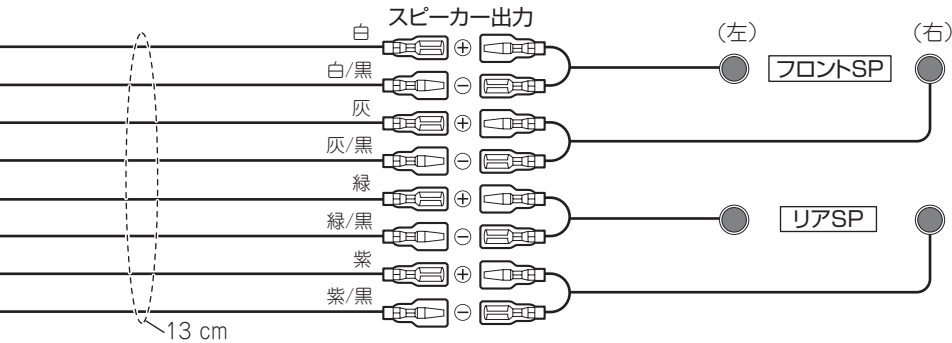 スピーカー出力
白
⊕
白/黒
⊖
灰
⊕
灰/黒
⊖
緑
⊕
緑/黒
⊖
紫
⊕
紫/黒
⊖
13 cm
(左)
(右)
フロントSP
リアSP